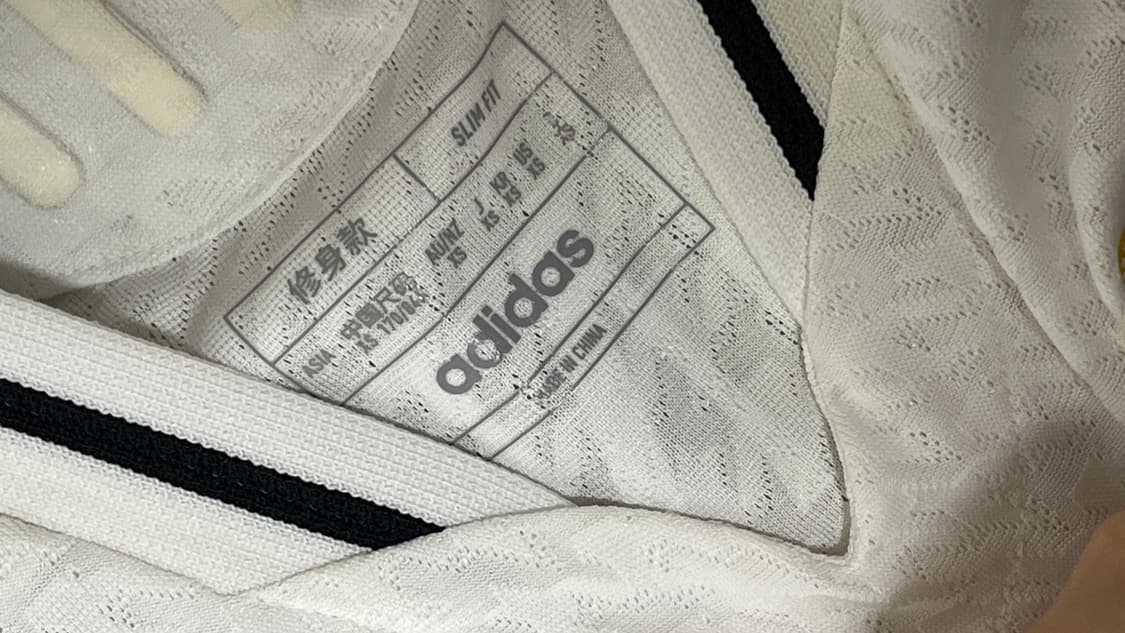 修身款 SLIM FIT
ASIA 中国尺码 AU/NZ J KR US
XS 170/84A XS XS XS XS XS
adidas
MADE IN CHINA